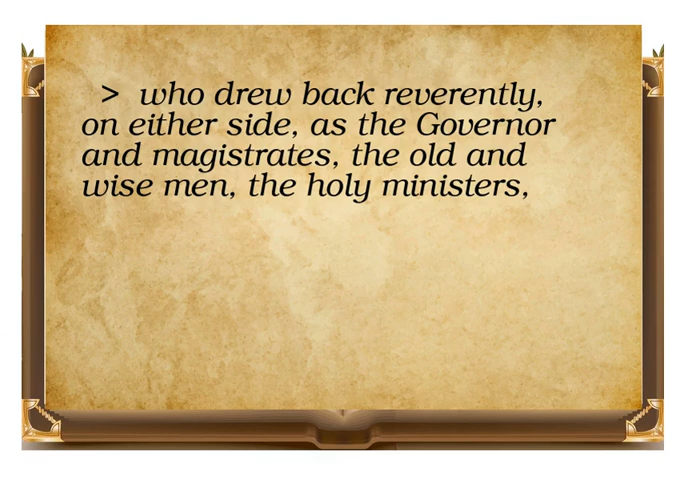 > who drew back reverently,
on either side, as the Governor
and magistrates, the old and
wise men, the holy ministers,